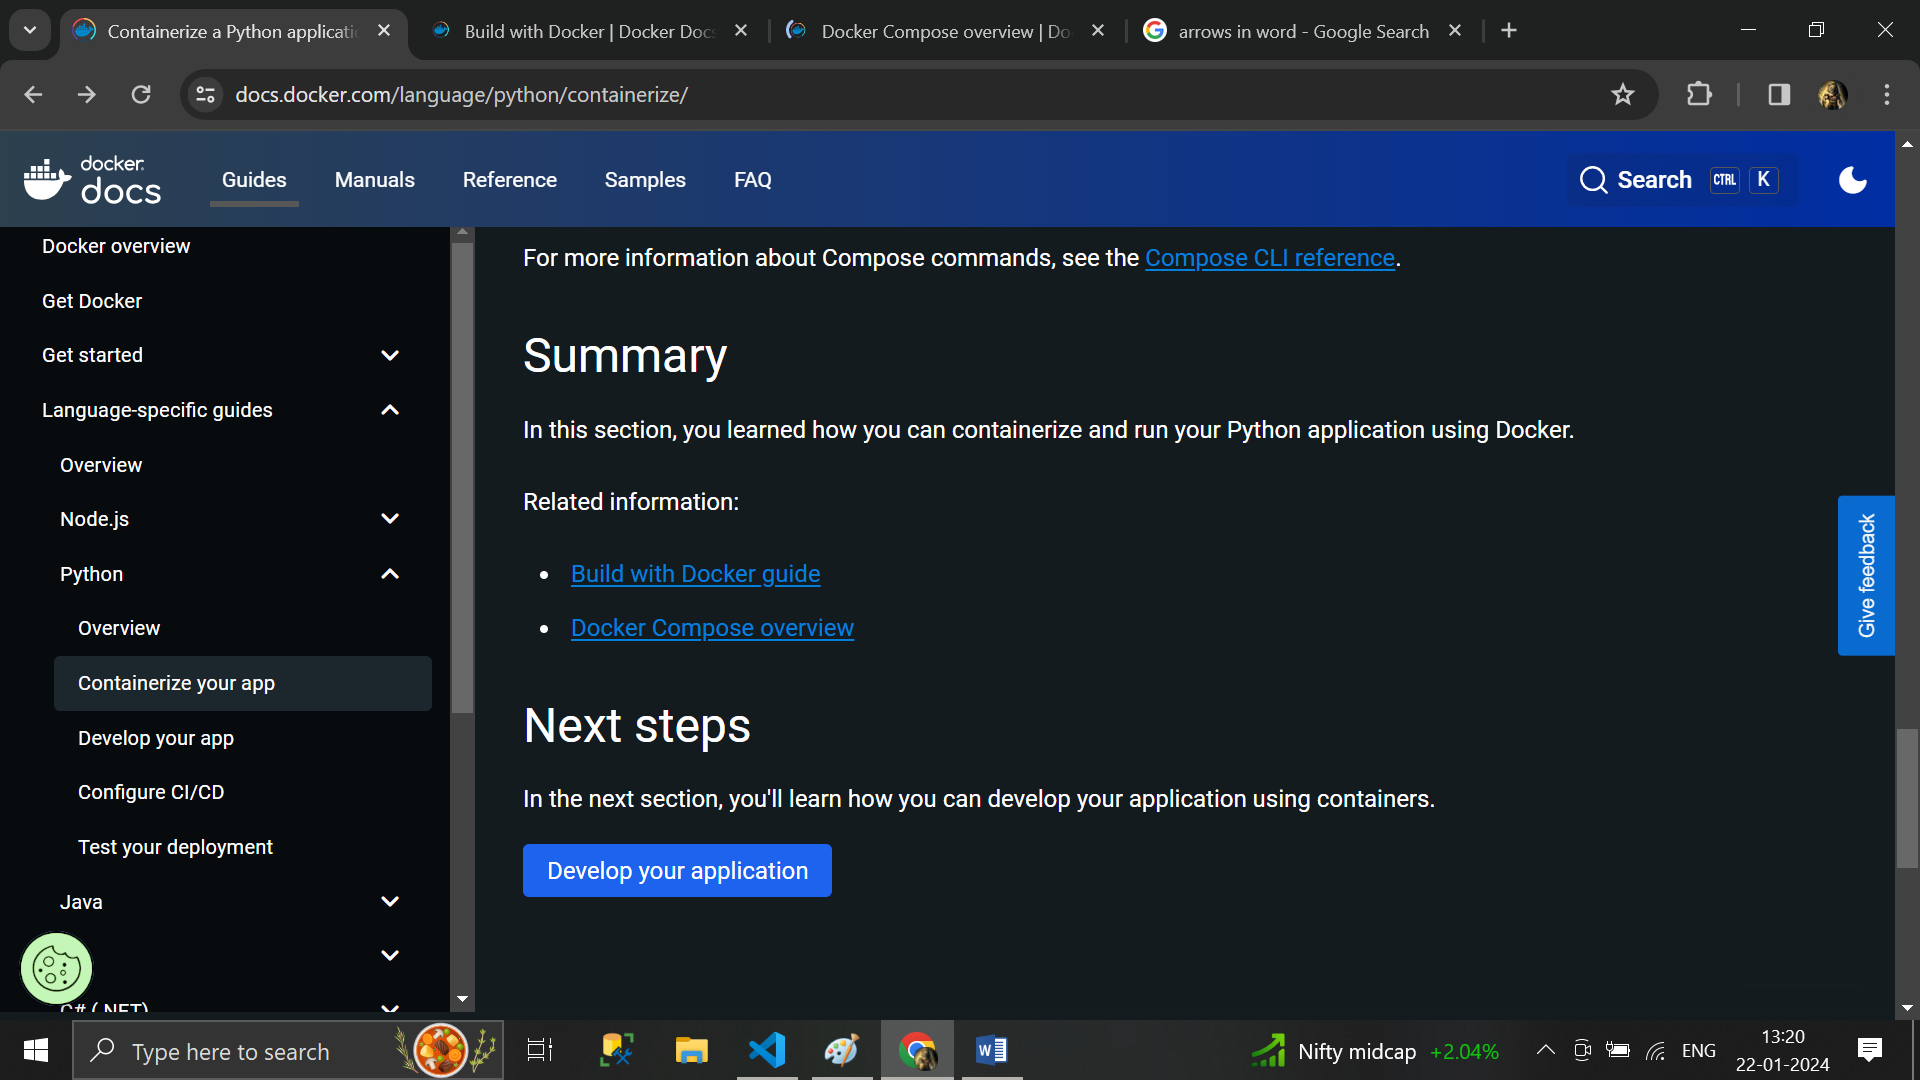 Containerize a Python applicati
Build with Docker | Docker Docs
Docker Compose overview | Do
arrows in word - Google Search
docs.docker.com/language/python/containerize/
docker
docs
Guides
Manuals
Reference
Samples
FAQ
Search
CTRL
K
Docker overview
Get Docker
Get started
Language-specific guides
Overview
Node.js
Python
Overview
Containerize your app
Develop your app
Configure CI/CD
Test your deployment
Java
C# (.NET)
For more information about Compose commands, see the Compose CLI reference.
Summary
In this section, you learned how you can containerize and run your Python application using Docker.
Related information:
• Build with Docker guide
• Docker Compose overview
Next steps
In the next section, you'll learn how you can develop your application using containers.
Develop your application
Give feedback
Type here to search
Nifty midcap +2.04%
ENG
13:20
22-01-2024